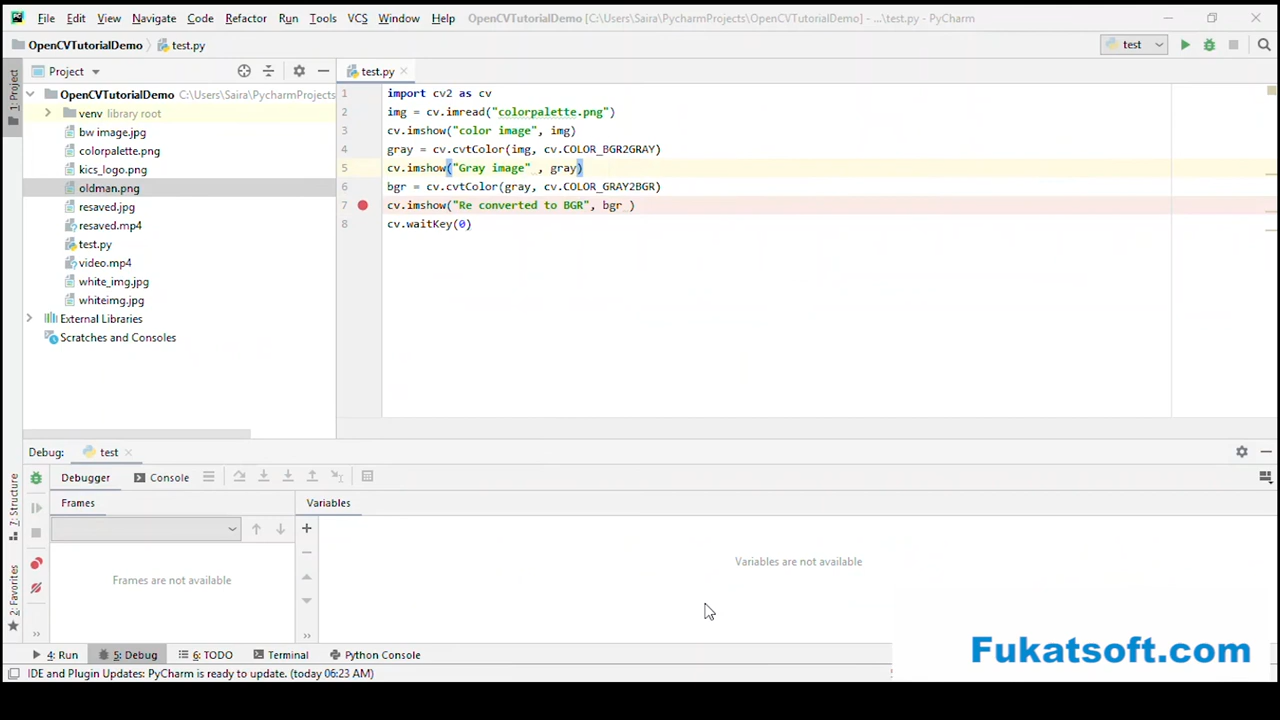 File Edit View Navigate Code Refactor Run Tools VCS Window Help OpenCVTutorialDemo [C:\Users\Saira\PycharmProjects\OpenCVTutorialDemo] - ...\test.py - PyCharm
OpenCVTutorialDemo test.py test
1: Project
Project
test.py
OpenCVTutorialDemo C:\Users\Saira\PycharmProjects
venv library root
bw image.jpg
colorpalette.png
kics_logo.png
oldman.png
resaved.jpg
resaved.mp4
test.py
video.mp4
white_img.jpg
whiteimg.jpg
External Libraries
Scratches and Consoles
1 import cv2 as cv
2 img = cv.imread("colorpalette.png")
3 cv.imshow("color image", img)
4 gray = cv.cvtColor(img, cv.COLOR_BGR2GRAY)
5 cv.imshow("Gray image" , gray)
6 bgr = cv.cvtColor(gray, cv.COLOR_GRAY2BGR)
7 cv.imshow("Re converted to BGR", bgr )
8 cv.waitKey(0)
Debug: test
Debugger Console
Frames Variables
Frames are not available
Variables are not available
7: Structure
2: Favorites
4: Run 5: Debug 6: TODO Terminal Python Console
IDE and Plugin Updates: PyCharm is ready to update. (today 06:23 AM)
Fukatsoft.com